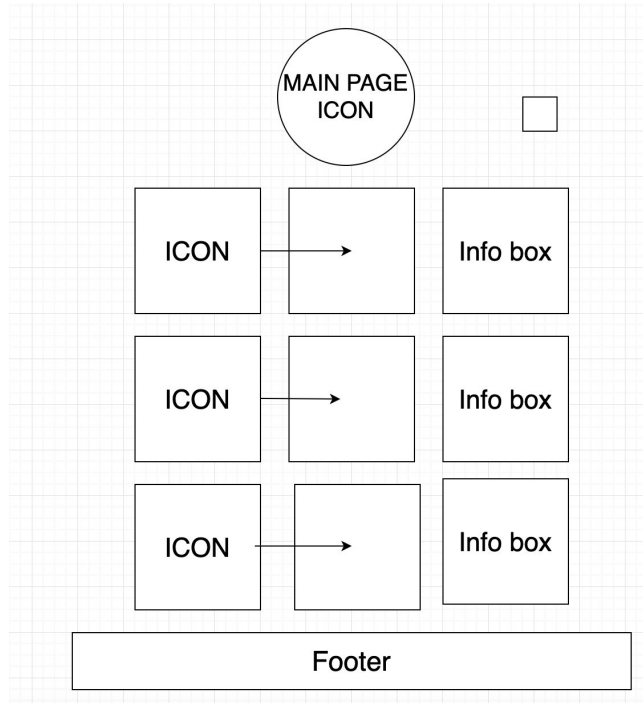 MAIN PAGE
ICON
ICON
Info box
ICON
Info box
ICON
Info box
Footer